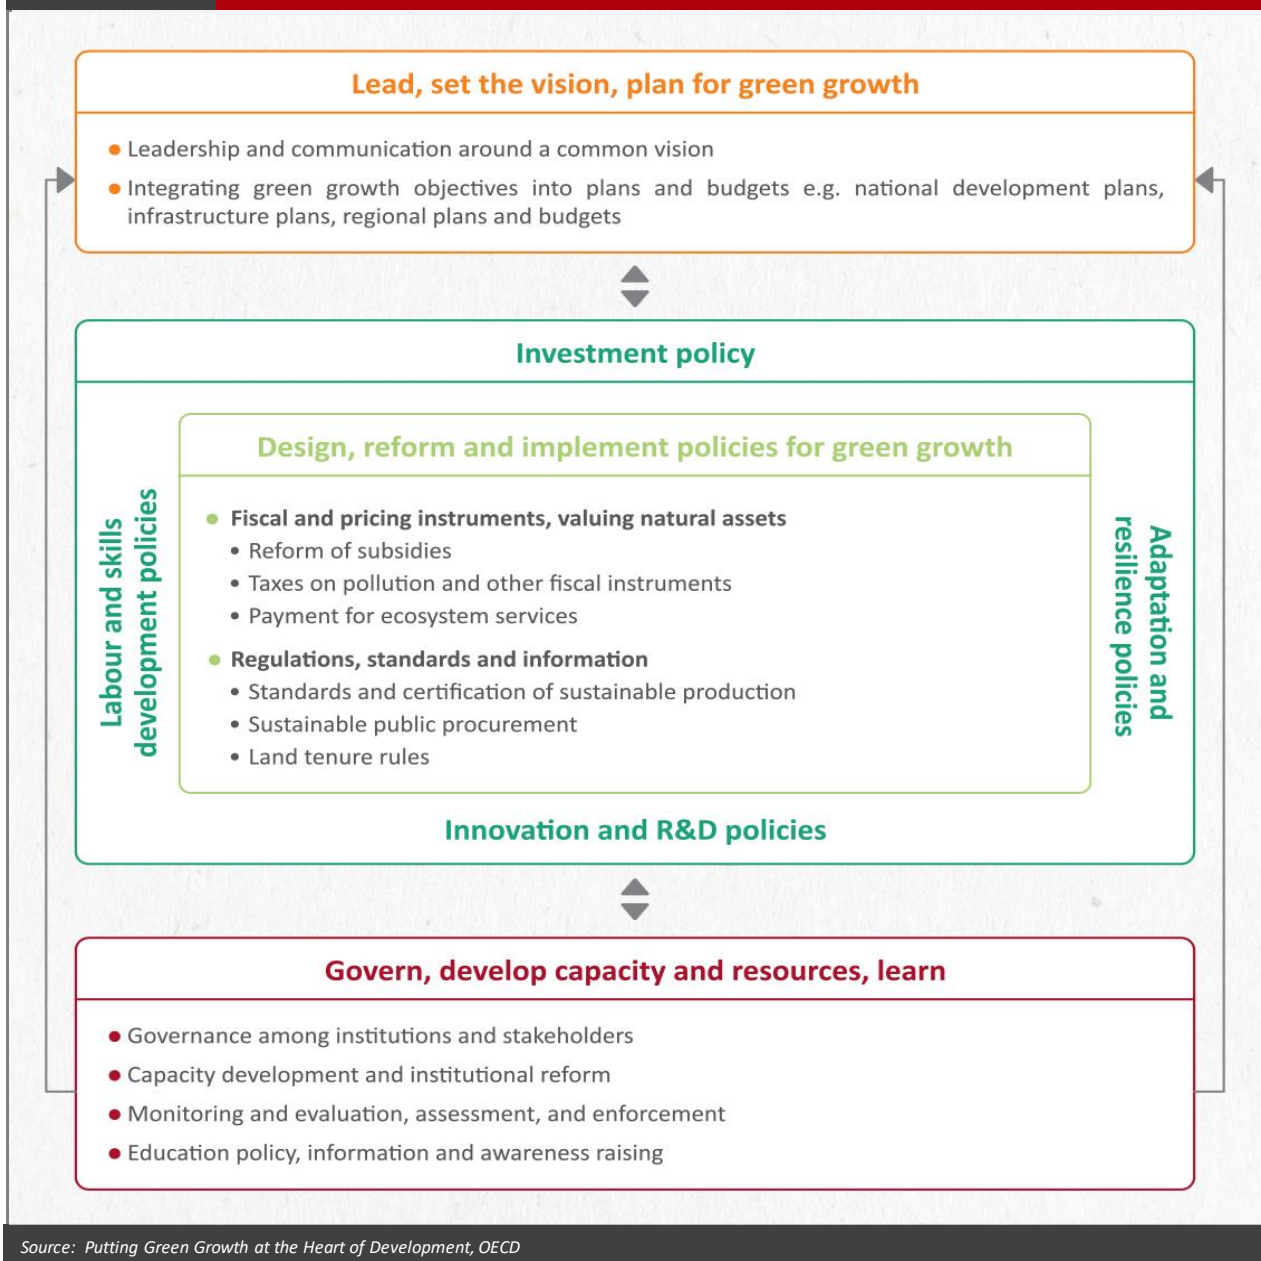 Lead, set the vision, plan for green growth
● Leadership and communication around a common vision
● Integrating green growth objectives into plans and budgets e.g. national development plans,
infrastructure plans, regional plans and budgets
Investment policy
Labour and skills
development policies
Design, reform and implement policies for green growth
● Fiscal and pricing instruments, valuing natural assets
• Reform of subsidies
• Taxes on pollution and other fiscal instruments
• Payment for ecosystem services
● Regulations, standards and information
• Standards and certification of sustainable production
• Sustainable public procurement
• Land tenure rules
Adaptation and
resilience policies
Innovation and R&D policies
Govern, develop capacity and resources, learn
● Governance among institutions and stakeholders
● Capacity development and institutional reform
● Monitoring and evaluation, assessment, and enforcement
● Education policy, information and awareness raising
Source: Putting Green Growth at the Heart of Development, OECD